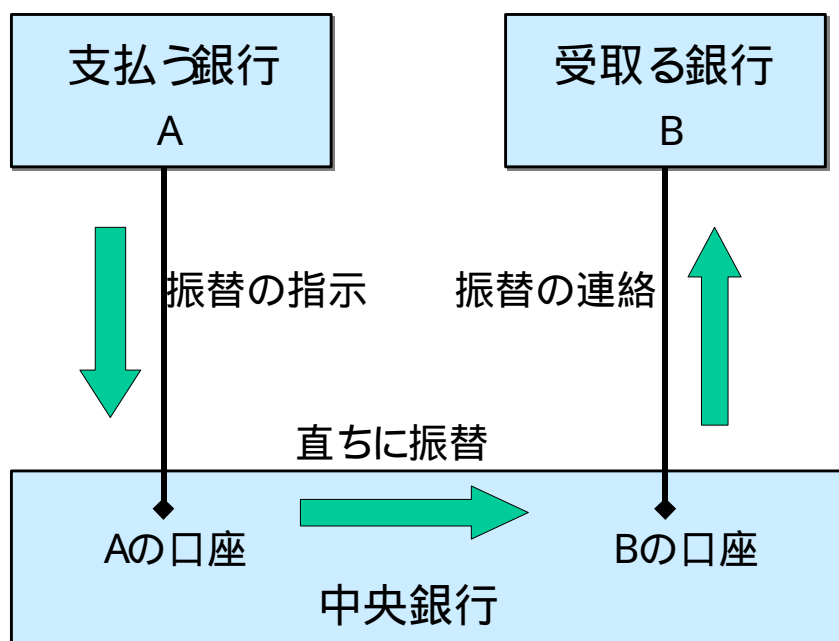 支払う銀行
A
受取る銀行
B
振替の指示
振替の連絡
直ちに振替
Aの口座
Bの口座
中央銀行